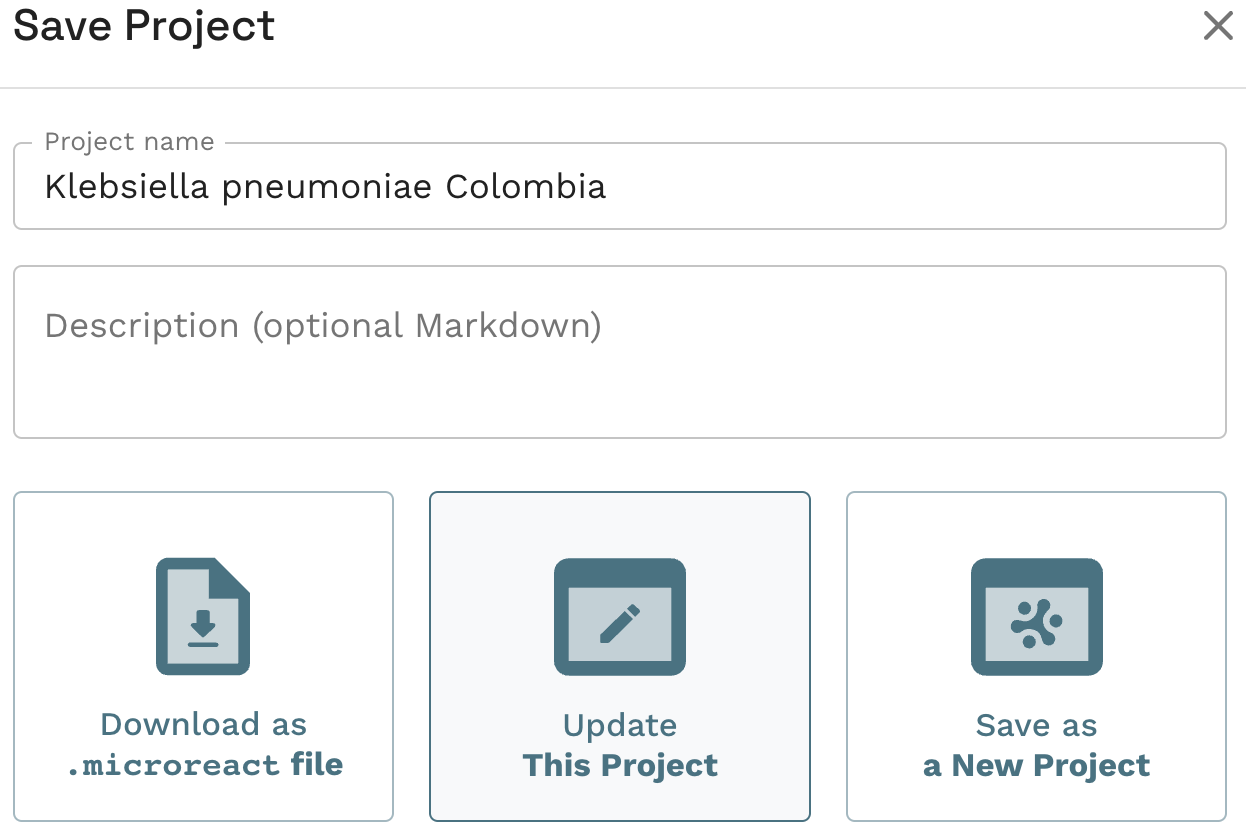 Save Project
Project name
Klebsiella pneumoniae Colombia
Description (optional Markdown)
Download as
.microreact file
Update
This Project
Save as
a New Project